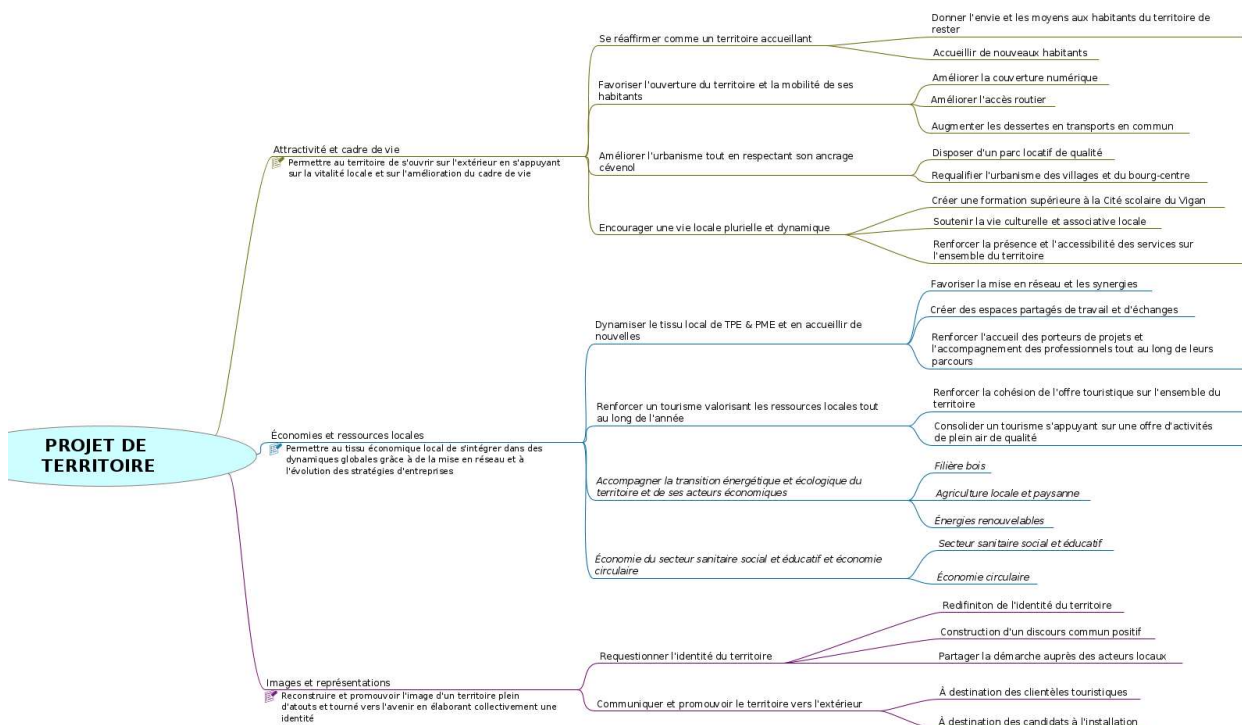 PROJET DE
TERRITOIRE
Attractivité et cadre de vie
Permettre au territoire de s'ouvrir sur l'extérieur en s'appuyant
sur la vitalité locale et sur l'amélioration du cadre de vie
Se réaffirmer comme un territoire accueillant
Donner l'envie et les moyens aux habitants du territoire de
rester
Accueillir de nouveaux habitants
Favoriser l'ouverture du territoire et la mobilité de ses
habitants
Améliorer la couverture numérique
Améliorer l'accès routier
Augmenter les dessertes en transports en commun
Améliorer l'urbanisme tout en respectant son ancrage
cévenol
Disposer d'un parc locatif de qualité
Requalifier l'urbanisme des villages et du bourg-centre
Encourager une vie locale plurielle et dynamique
Créer une formation supérieure à la Cité scolaire du Vigan
Soutenir la vie culturelle et associative locale
Renforcer la présence et l'accessibilité des services sur
l'ensemble du territoire
Économies et ressources locales
Permettre au tissu économique local de s'intégrer dans des
dynamiques globales grâce à de la mise en réseau et à
l'évolution des stratégies d'entreprises
Dynamiser le tissu local de TPE & PME et en accueillir de
nouvelles
Favoriser la mise en réseau et les synergies
Créer des espaces partagés de travail et d'échanges
Renforcer l'accueil des porteurs de projets et
l'accompagnement des professionnels tout au long de leurs
parcours
Renforcer un tourisme valorisant les ressources locales tout
au long de l'année
Renforcer la cohésion de l'offre touristique sur l'ensemble du
territoire
Consolider un tourisme s'appuyant sur une offre d'activités
de plein air de qualité
Accompagner la transition énergétique et écologique du
territoire et de ses acteurs économiques
Filière bois
Agriculture locale et paysanne
Énergies renouvelables
Économie du secteur sanitaire social et éducatif et économie
circulaire
Secteur sanitaire social et éducatif
Économie circulaire
Images et représentations
Reconstruire et promouvoir l'image d'un territoire plein
d'atouts et tourné vers l'avenir en élaborant collectivement une
identité
Requestionner l'identité du territoire
Redifiniton de l'identité du territoire
Construction d'un discours commun positif
Partager la démarche auprès des acteurs locaux
Communiquer et promouvoir le territoire vers l'extérieur
À destination des clientèles touristiques
À destination des candidats à l'installation